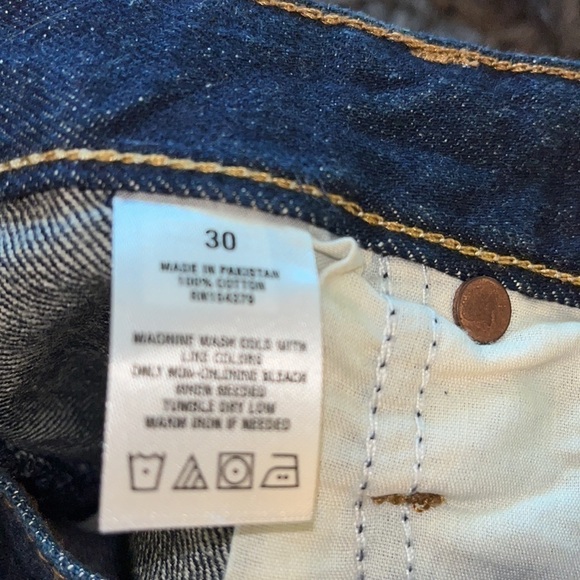 30
MADE IN PAKISTAN
100% COTTON
RN104370
MACHINE WASH COLD WITH
LIKE COLORS
ONLY NON-CHLORINE BLEACH
WHEN NEEDED
TUMBLE DRY LOW
WARM IRON IF NEEDED